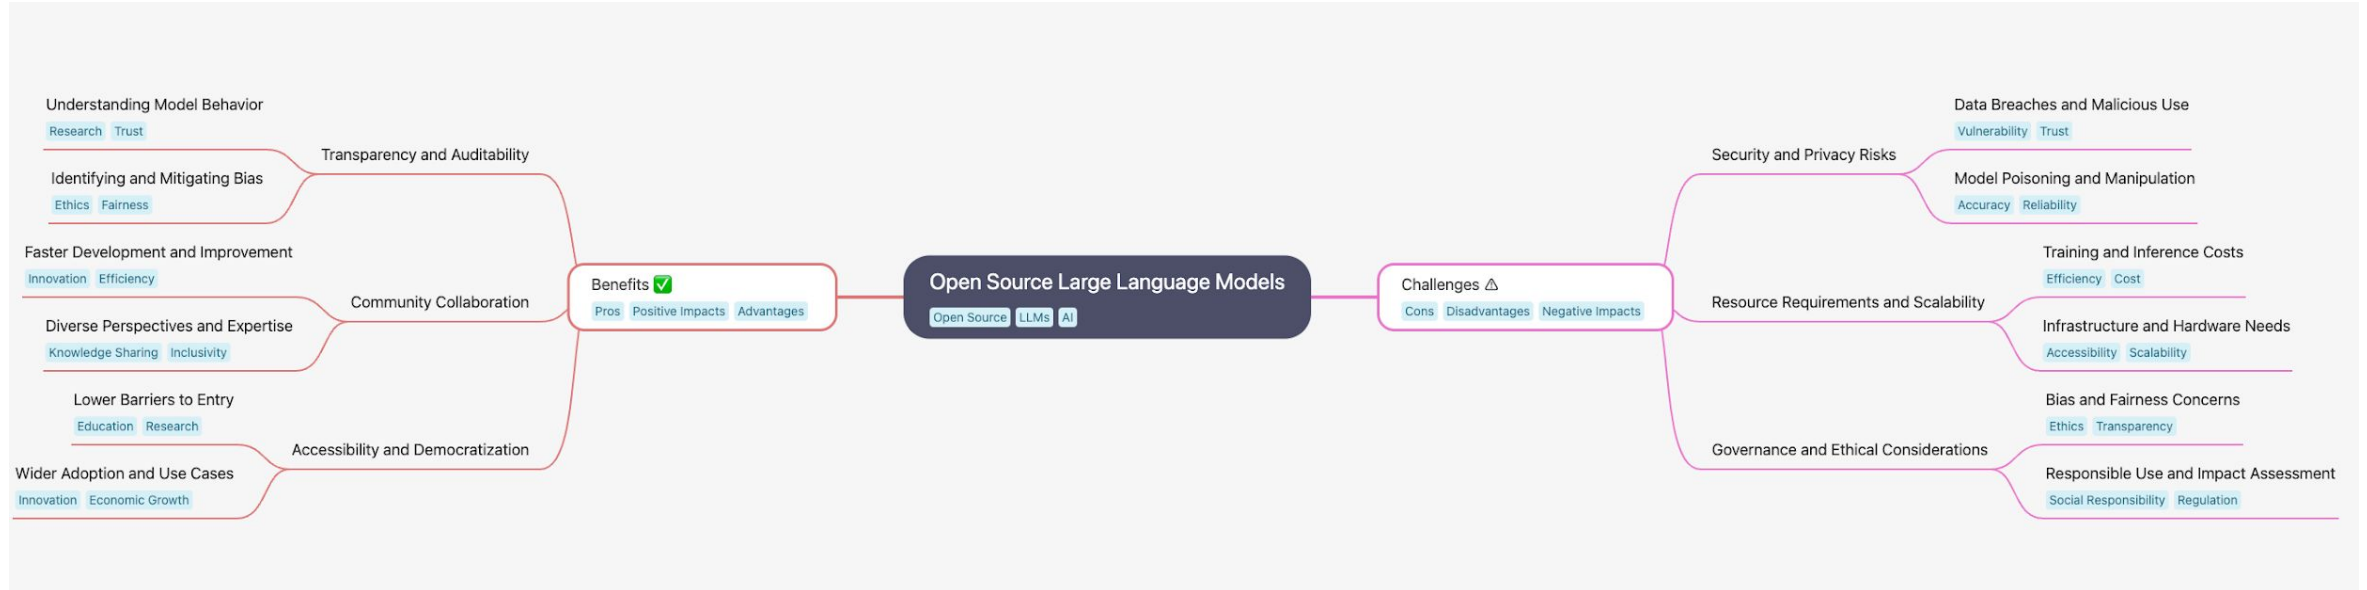 Understanding Model Behavior
Research Trust
Transparency and Auditability
Identifying and Mitigating Bias
Ethics Fairness
Faster Development and Improvement
Innovation Efficiency
Community Collaboration
Diverse Perspectives and Expertise
Knowledge Sharing Inclusivity
Lower Barriers to Entry
Education Research
Accessibility and Democratization
Wider Adoption and Use Cases
Innovation Economic Growth
Benefits ✅
Pros Positive Impacts Advantages
Open Source Large Language Models
Open Source LLMs AI
Challenges ⚠
Cons Disadvantages Negative Impacts
Data Breaches and Malicious Use
Vulnerability Trust
Security and Privacy Risks
Model Poisoning and Manipulation
Accuracy Reliability
Training and Inference Costs
Efficiency Cost
Resource Requirements and Scalability
Infrastructure and Hardware Needs
Accessibility Scalability
Bias and Fairness Concerns
Ethics Transparency
Governance and Ethical Considerations
Responsible Use and Impact Assessment
Social Responsibility Regulation